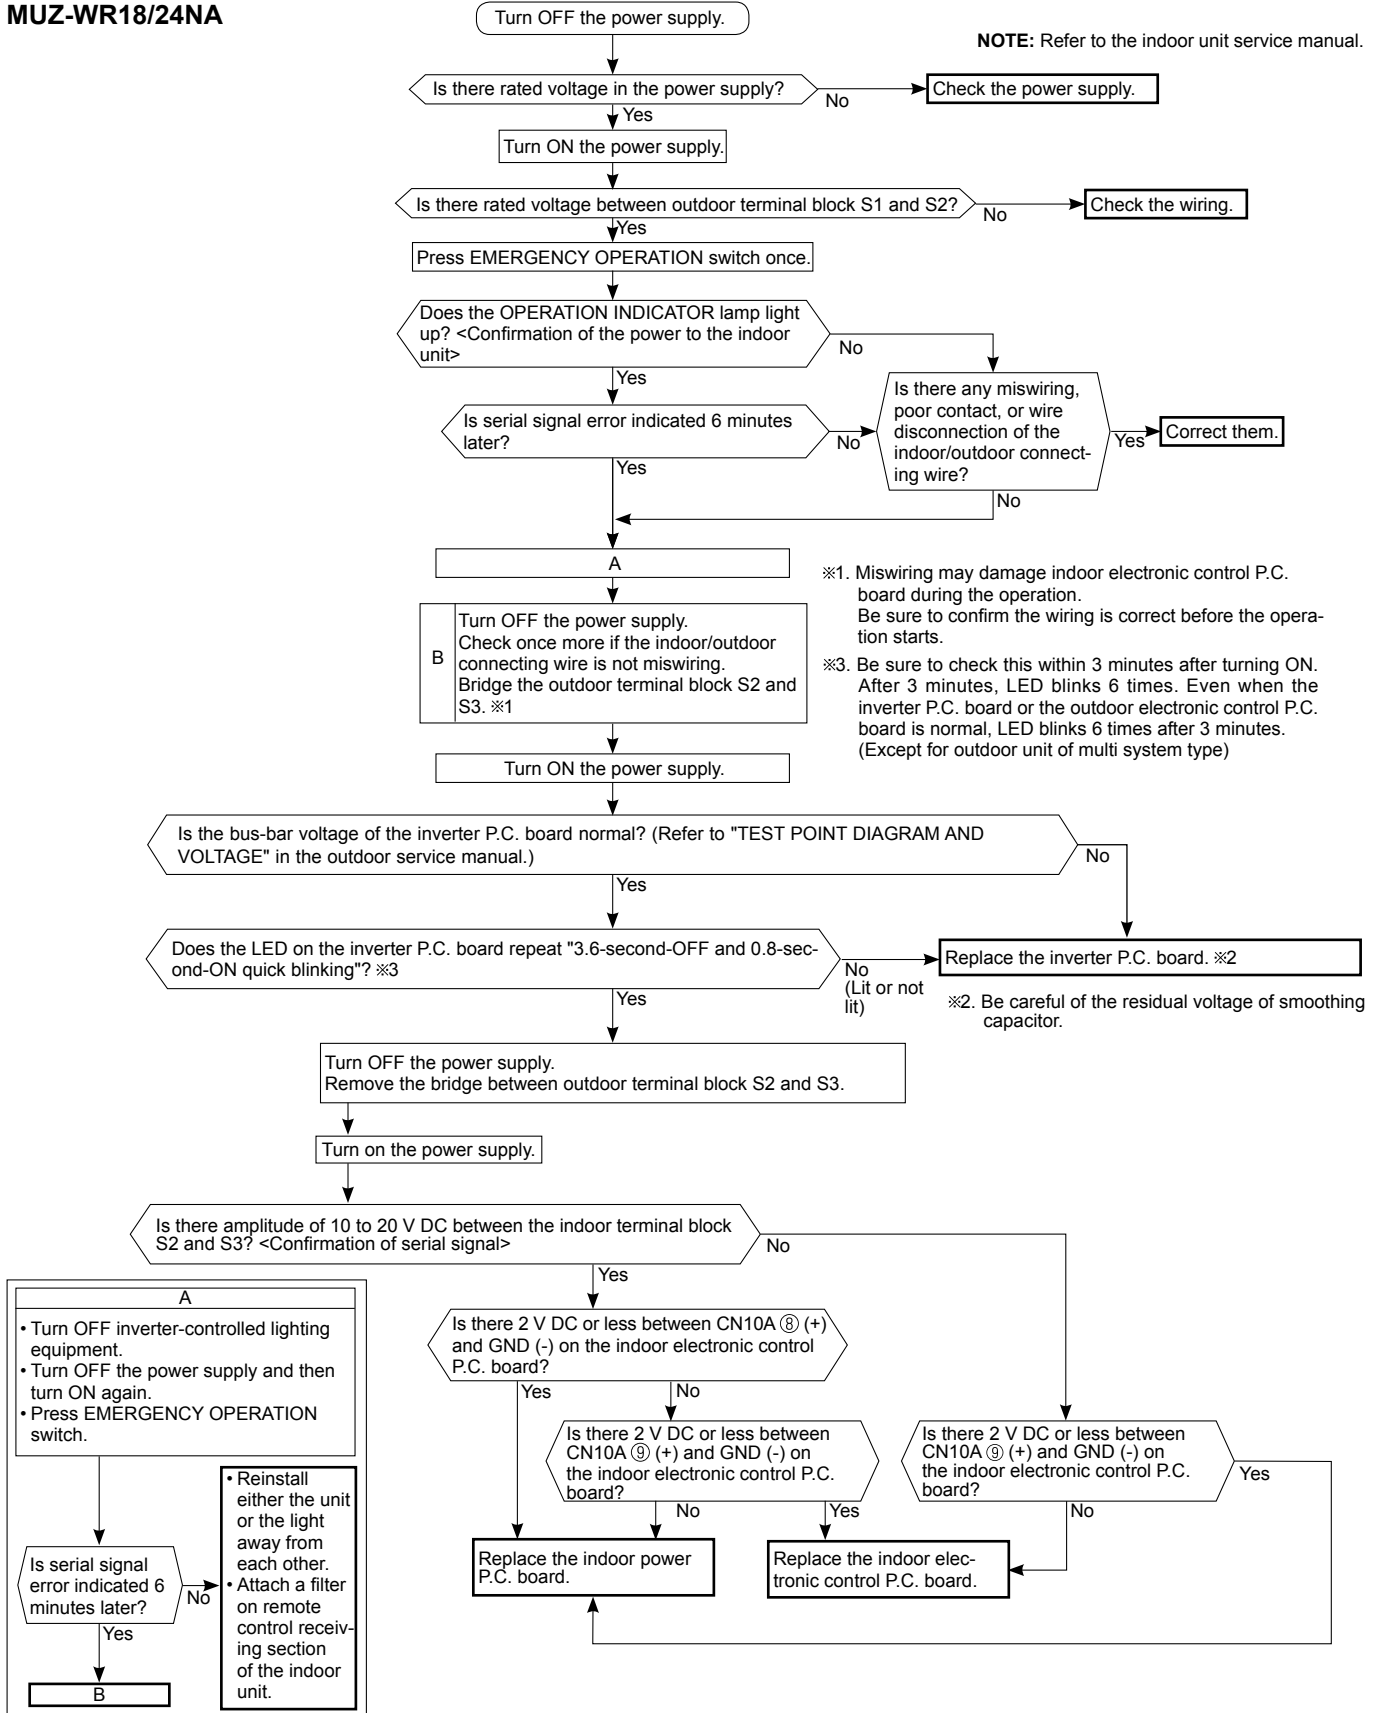 MUZ-WR18/24NA
Turn OFF the power supply.
NOTE: Refer to the indoor unit service manual.
Is there rated voltage in the power supply?
No
Check the power supply.
Yes
Turn ON the power supply.
Is there rated voltage between outdoor terminal block S1 and S2?
No
Check the wiring.
Yes
Press EMERGENCY OPERATION switch once.
Does the OPERATION INDICATOR lamp light
up? <Confirmation of the power to the indoor
unit>
No
Yes
Is serial signal error indicated 6 minutes
later?
No
Yes
Is there any miswiring,
poor contact, or wire
disconnection of the
indoor/outdoor connect-
ing wire?
Yes
Correct them.
No
A
B
Turn OFF the power supply.
Check once more if the indoor/outdoor
connecting wire is not miswiring.
Bridge the outdoor terminal block S2 and
S3. ※1
※1. Miswiring may damage indoor electronic control P.C.
board during the operation.
Be sure to confirm the wiring is correct before the opera-
tion starts.
※3. Be sure to check this within 3 minutes after turning ON.
After 3 minutes, LED blinks 6 times. Even when the
inverter P.C. board or the outdoor electronic control P.C.
board is normal, LED blinks 6 times after 3 minutes.
(Except for outdoor unit of multi system type)
Turn ON the power supply.
Is the bus-bar voltage of the inverter P.C. board normal? (Refer to "TEST POINT DIAGRAM AND
VOLTAGE" in the outdoor service manual.)
No
Yes
Does the LED on the inverter P.C. board repeat "3.6-second-OFF and 0.8-sec-
ond-ON quick blinking"? ※3
No
(Lit or not
lit)
Replace the inverter P.C. board. ※2
※2. Be careful of the residual voltage of smoothing
capacitor.
Yes
Turn OFF the power supply.
Remove the bridge between outdoor terminal block S2 and S3.
Turn on the power supply.
Is there amplitude of 10 to 20 V DC between the indoor terminal block
S2 and S3? <Confirmation of serial signal>
No
Yes
Is there 2 V DC or less between CN10A ⑧ (+)
and GND (-) on the indoor electronic control
P.C. board?
Yes
No
Is there 2 V DC or less between
CN10A ⑨ (+) and GND (-) on
the indoor electronic control P.C.
board?
No
Yes
Is there 2 V DC or less between
CN10A ⑨ (+) and GND (-) on
the indoor electronic control P.C.
board?
Yes
No
Replace the indoor power
P.C. board.
Replace the indoor elec-
tronic control P.C. board.
A
• Turn OFF inverter-controlled lighting
equipment.
• Turn OFF the power supply and then
turn ON again.
• Press EMERGENCY OPERATION
switch.
Is serial signal
error indicated 6
minutes later?
No
Yes
B
• Reinstall
either the unit
or the light
away from
each other.
• Attach a filter
on remote
control receiv-
ing section
of the indoor
unit.